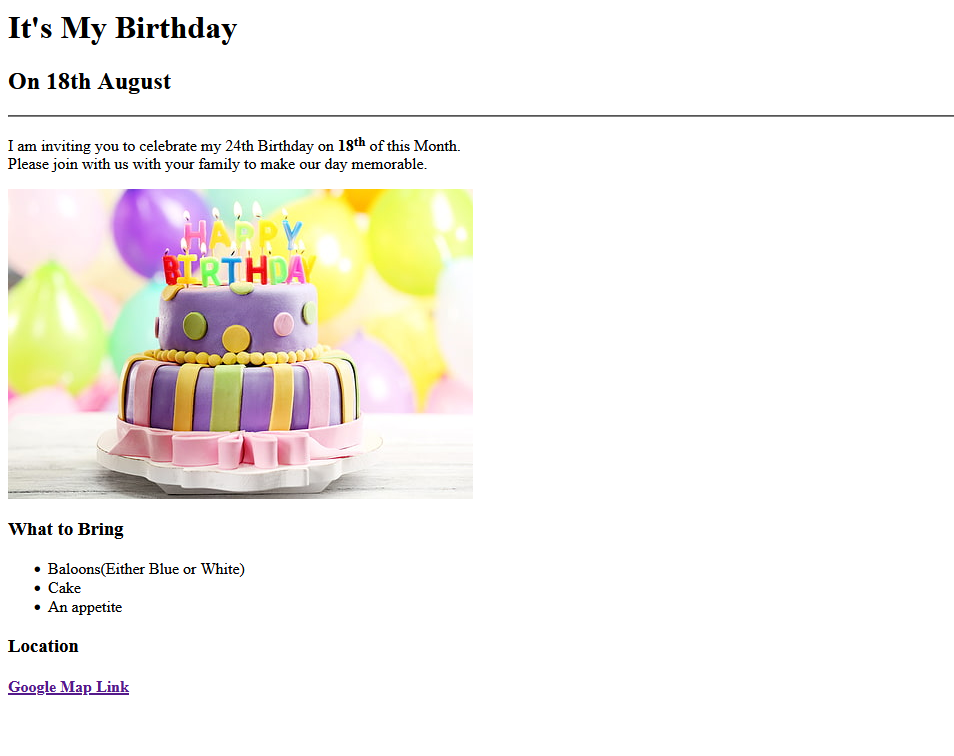 It's My Birthday
On 18th August
I am inviting you to celebrate my 24th Birthday on 18th of this Month.
Please join with us with your family to make our day memorable.
HAPPY
BIRTHDAY
What to Bring
Baloons(Either Blue or White)
Cake
An appetite
Location
Google Map Link